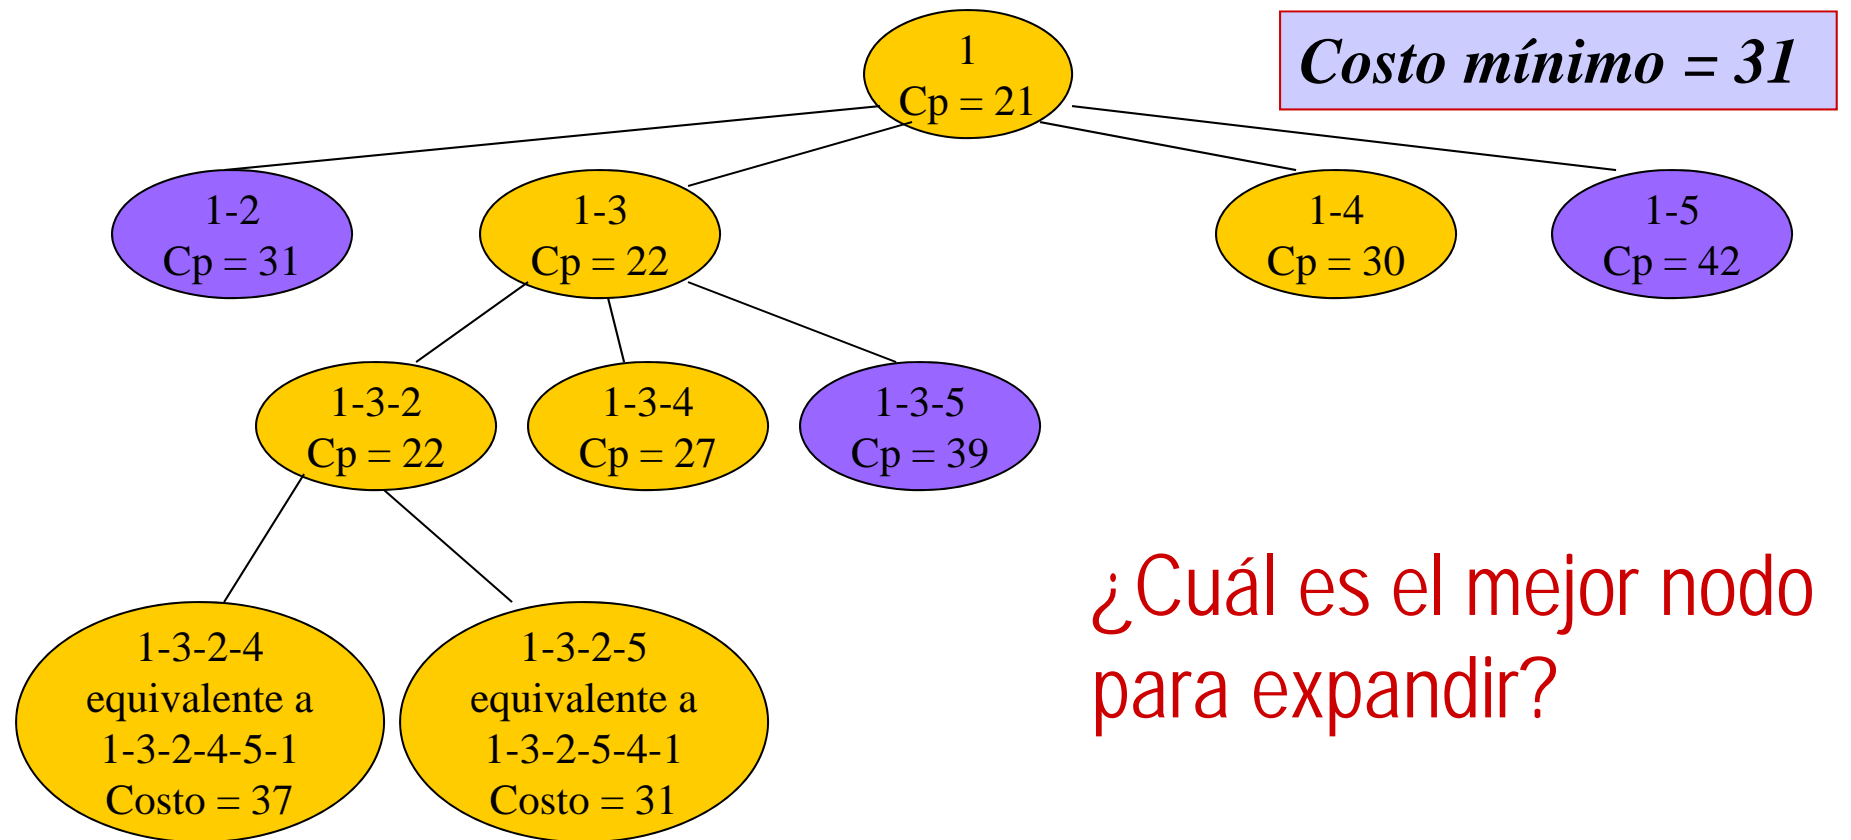 1
Cp = 21
Costo mínimo = 31
1-2
Cp = 31
1-3
Cp = 22
1-4
Cp = 30
1-5
Cp = 42
1-3-2
Cp = 22
1-3-4
Cp = 27
1-3-5
Cp = 39
1-3-2-4
equivalente a
1-3-2-4-5-1
Costo = 37
1-3-2-5
equivalente a
1-3-2-5-4-1
Costo = 31
¿Cuál es el mejor nodo
para expandir?